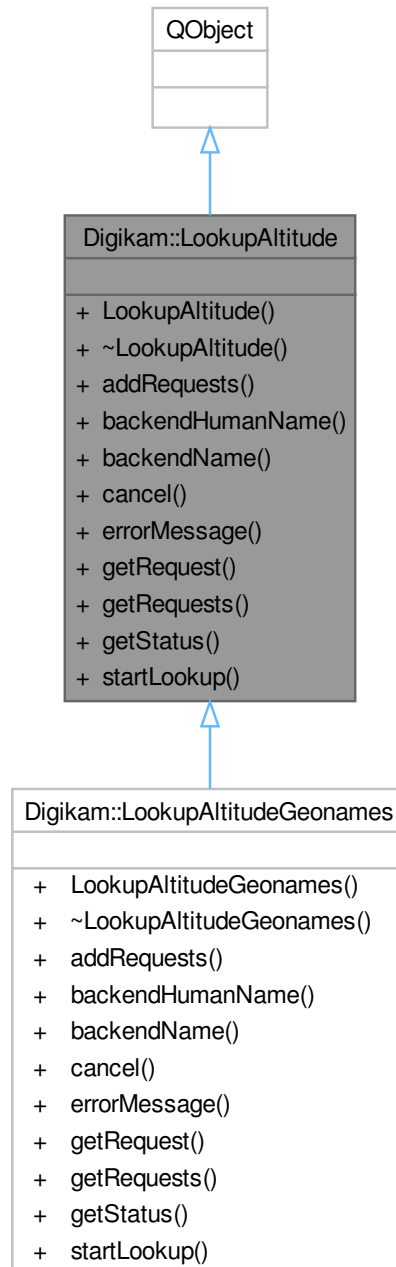 QObject
Digikam::LookupAltitude
+ LookupAltitude()
+ ~LookupAltitude()
+ addRequests()
+ backendHumanName()
+ backendName()
+ cancel()
+ errorMessage()
+ getRequest()
+ getRequests()
+ getStatus()
+ startLookup()
Digikam::LookupAltitudeGeonames
+ LookupAltitudeGeonames()
+ ~LookupAltitudeGeonames()
+ addRequests()
+ backendHumanName()
+ backendName()
+ cancel()
+ errorMessage()
+ getRequest()
+ getRequests()
+ getStatus()
+ startLookup()